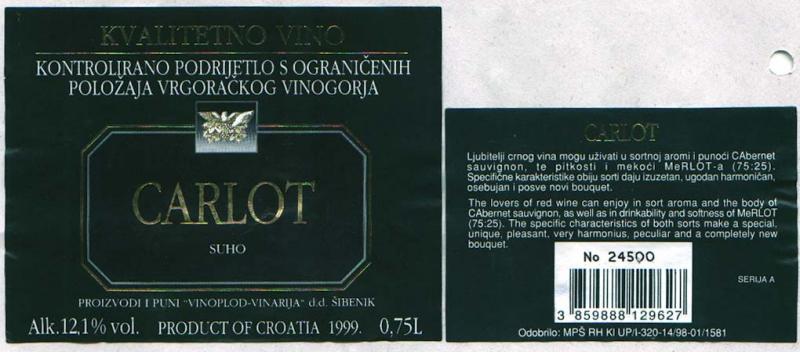 KVALITETNO VINO
KONTROLIRANO PODRIJETLO S OGRANIČENIH
POLOŽAJA VRGORAČKOG VINOGORJA
CARLOT
SUHO
PROIZVODI I PUNI "VINOPLOD-VINARIJA" d.d. ŠIBENIK
Alk.12,1% vol. PRODUCT OF CROATIA 1999. 0,75L
CARLOT
Ljubitelji crnog vina mogu uživati u sortnoj aromi i punoći CAbernet
sauvignon, te pitkosti i mekoći MeRLOT-a (75:25).
Specifične karakteristike obiju sorti daju izuzetan, ugodan harmoničan,
osebujan i posve novi bouquet.
The lovers of red wine can enjoy in sort aroma and the body of
CAbernet sauvignon, as well as in drinkability and softness of MeRLOT
(75:25). The specific characteristics of both sorts make a special,
unique, pleasant, very harmonius, peculiar and a completely new
bouquet.
No 24500
SERIJA A
3 859888 129627
Odobrilo: MPŠ RH Kl UP/I-320-14/98-01/1581